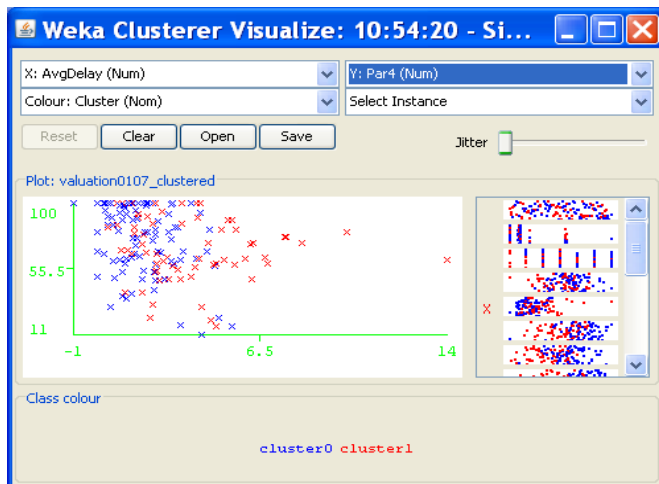 Weka Clusterer Visualize: 10:54:20 - Si...
X: AvgDelay (Num) Y: Par4 (Num)
Colour: Cluster (Nom) Select Instance
Reset Clear Open Save Jitter
Plot: valuation0107_clustered
100
55.5
11
-1 6.5 14
X
Class colour
cluster0 cluster1